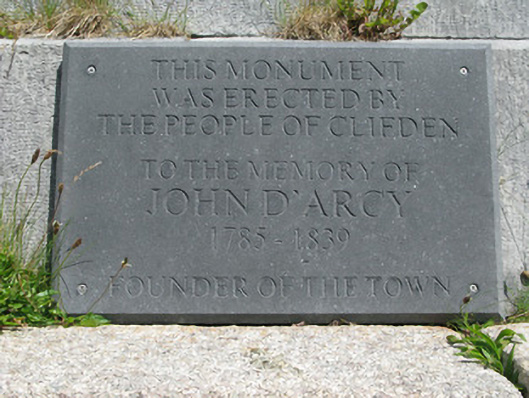 THIS MONUMENT
WAS ERECTED BY
THE PEOPLE OF CLIFDEN
TO THE MEMORY OF
JOHN D'ARCY
1785 - 1839
FOUNDER OF THE TOWN